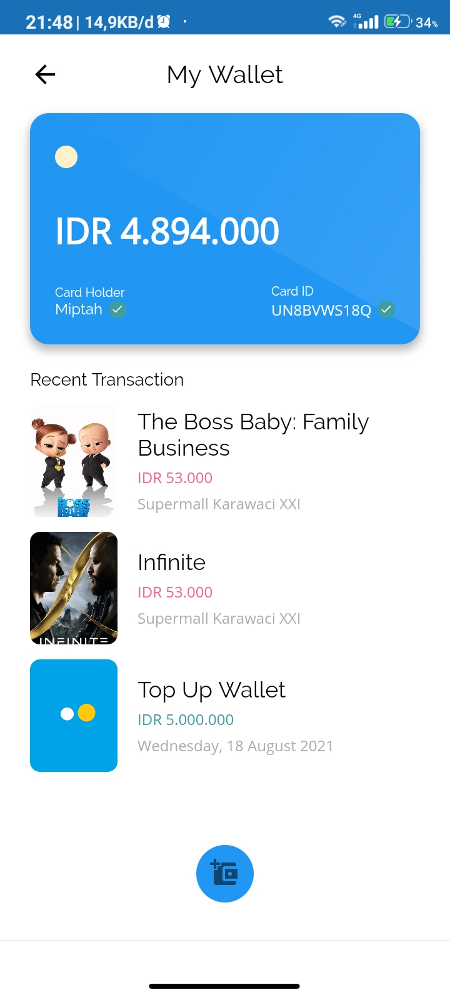 21:48 | 14,9KB/d
4G
34%
My Wallet
IDR 4.894.000
Card Holder
Card ID
Miptah
UN8BVWS18Q
Recent Transaction
The Boss Baby: Family
Business
IDR 53.000
Supermall Karawaci XXI
BOSS
BABY
Infinite
IDR 53.000
Supermall Karawaci XXI
INFINITE
Top Up Wallet
IDR 5.000.000
Wednesday, 18 August 2021